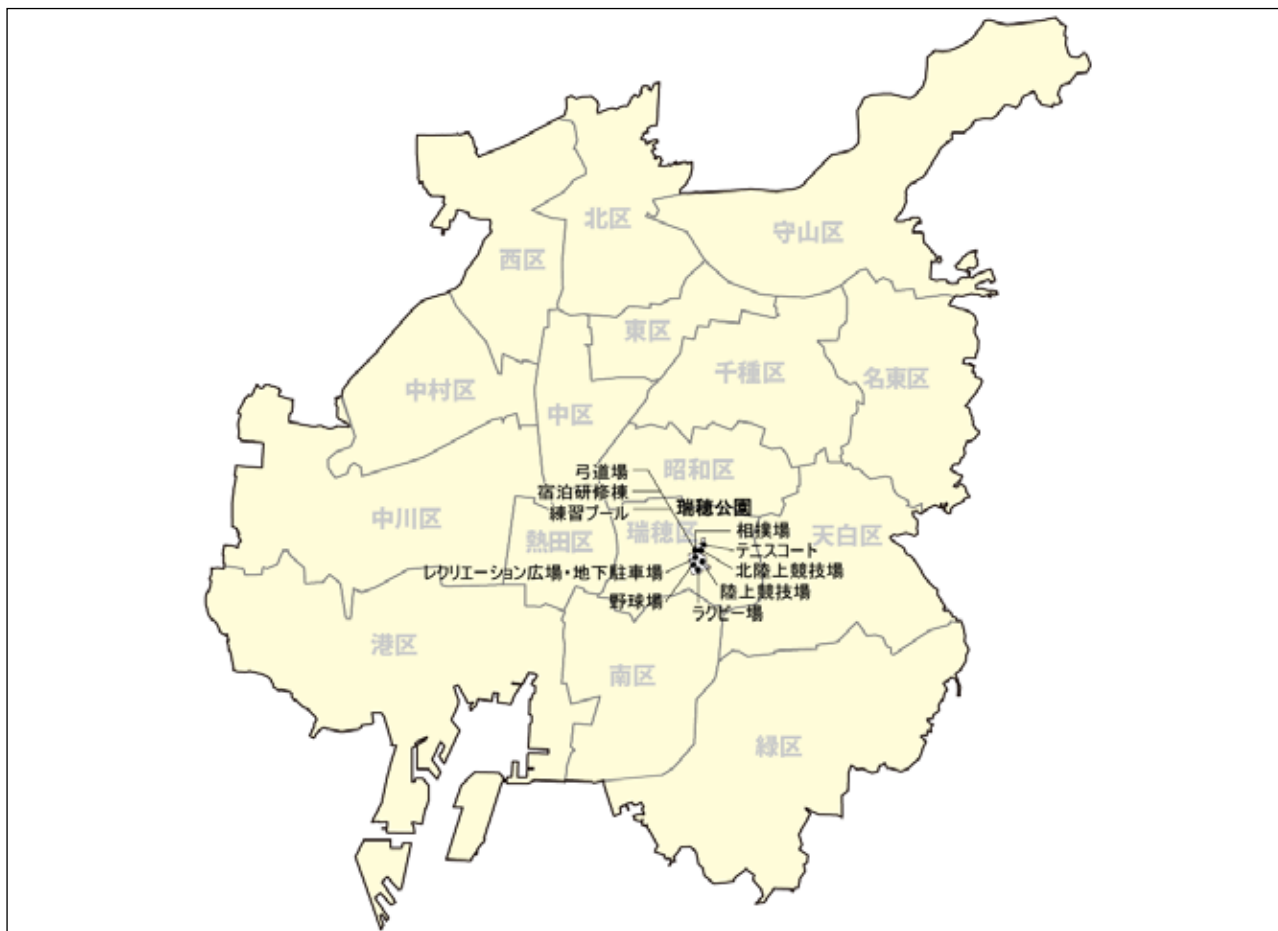 北区
守山区
西区
東区
千種区
名東区
中村区
中区
昭和区
弓道場
宿泊研修棟
練習プール
瑞穂公園
中川区
熱田区
瑞穂区
相撲場
天白区
テニスコート
北陸上競技場
レクリエーション広場・地下駐車場
陸上競技場
野球場
ラグビー場
港区
南区
緑区